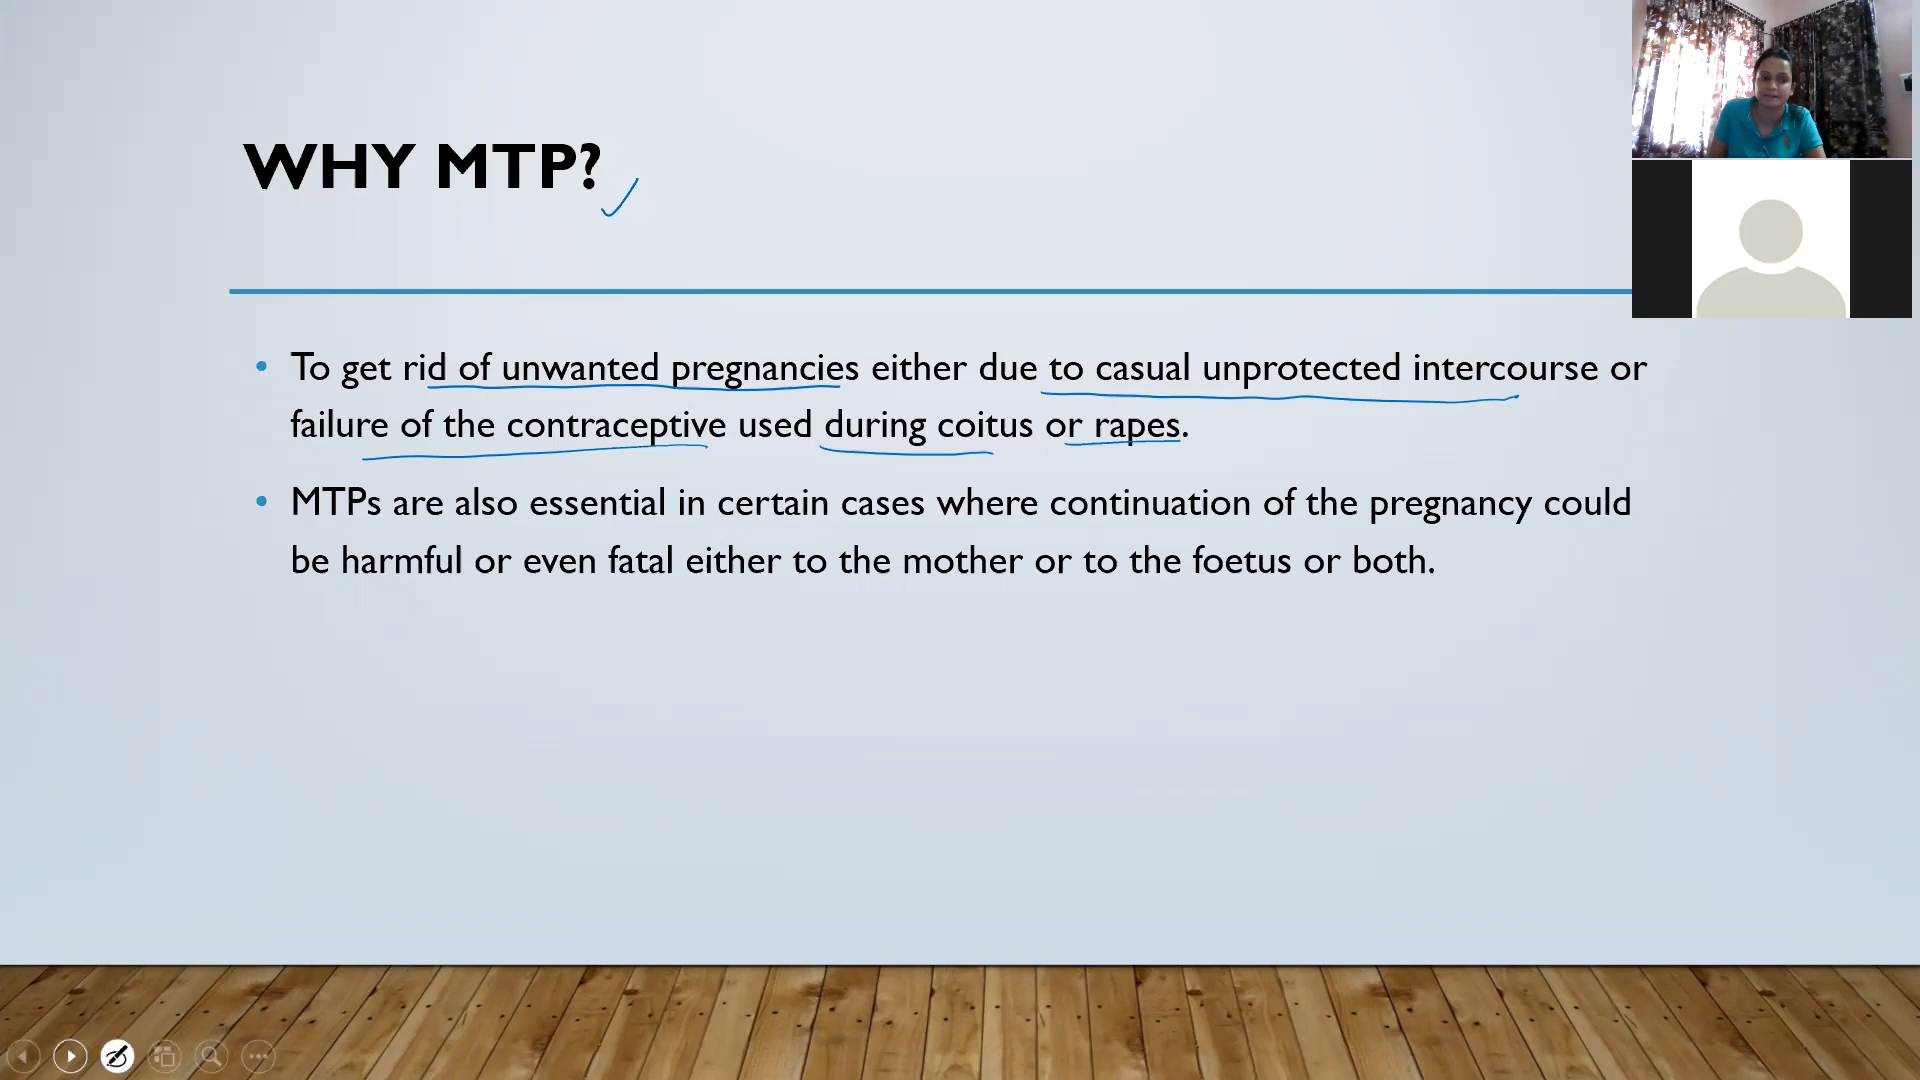 WHY MTP?
• To get rid of unwanted pregnancies either due to casual unprotected intercourse or
failure of the contraceptive used during coitus or rapes.
• MTPs are also essential in certain cases where continuation of the pregnancy could
be harmful or even fatal either to the mother or to the foetus or both.